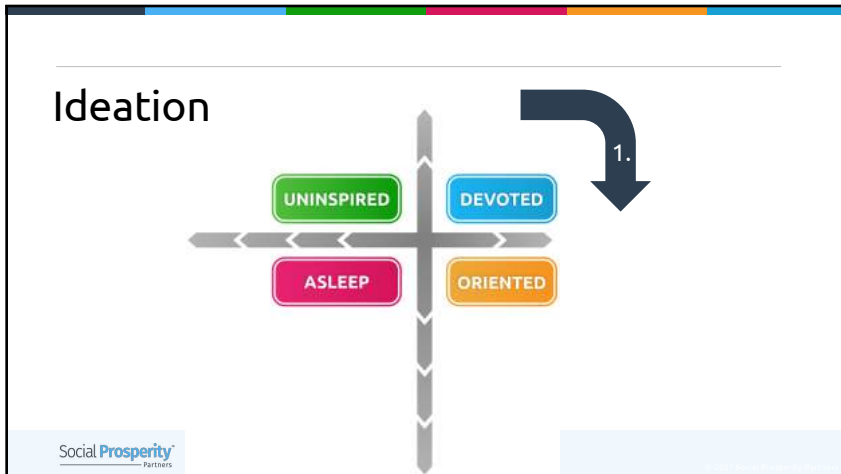 Ideation
1.
UNINSPIRED
DEVOTED
ASLEEP
ORIENTED
Social Prosperity
Partners